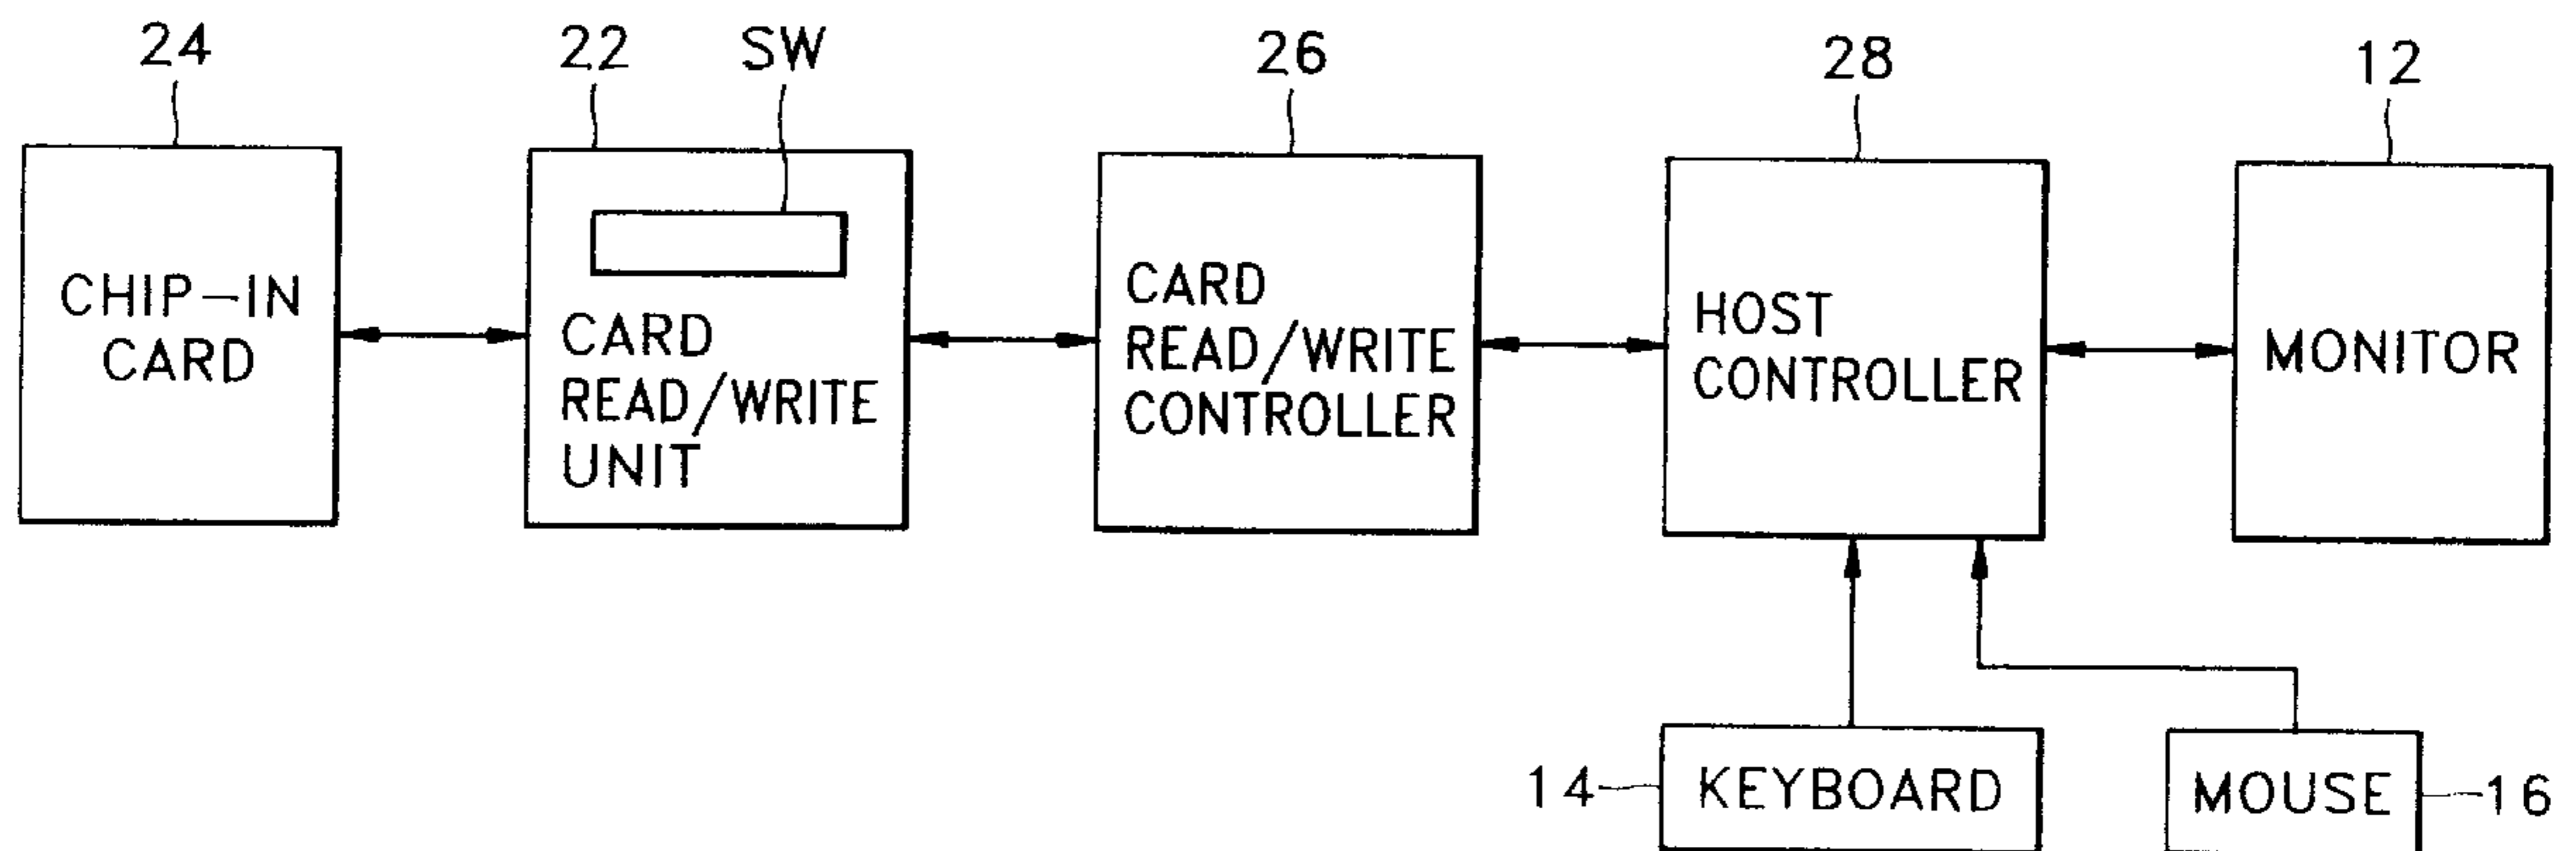 24
22
SW
26
28
12
CHIP-IN
CARD
CARD
READ/WRITE
UNIT
CARD
READ/WRITE
CONTROLLER
HOST
CONTROLLER
MONITOR
14
KEYBOARD
MOUSE
16